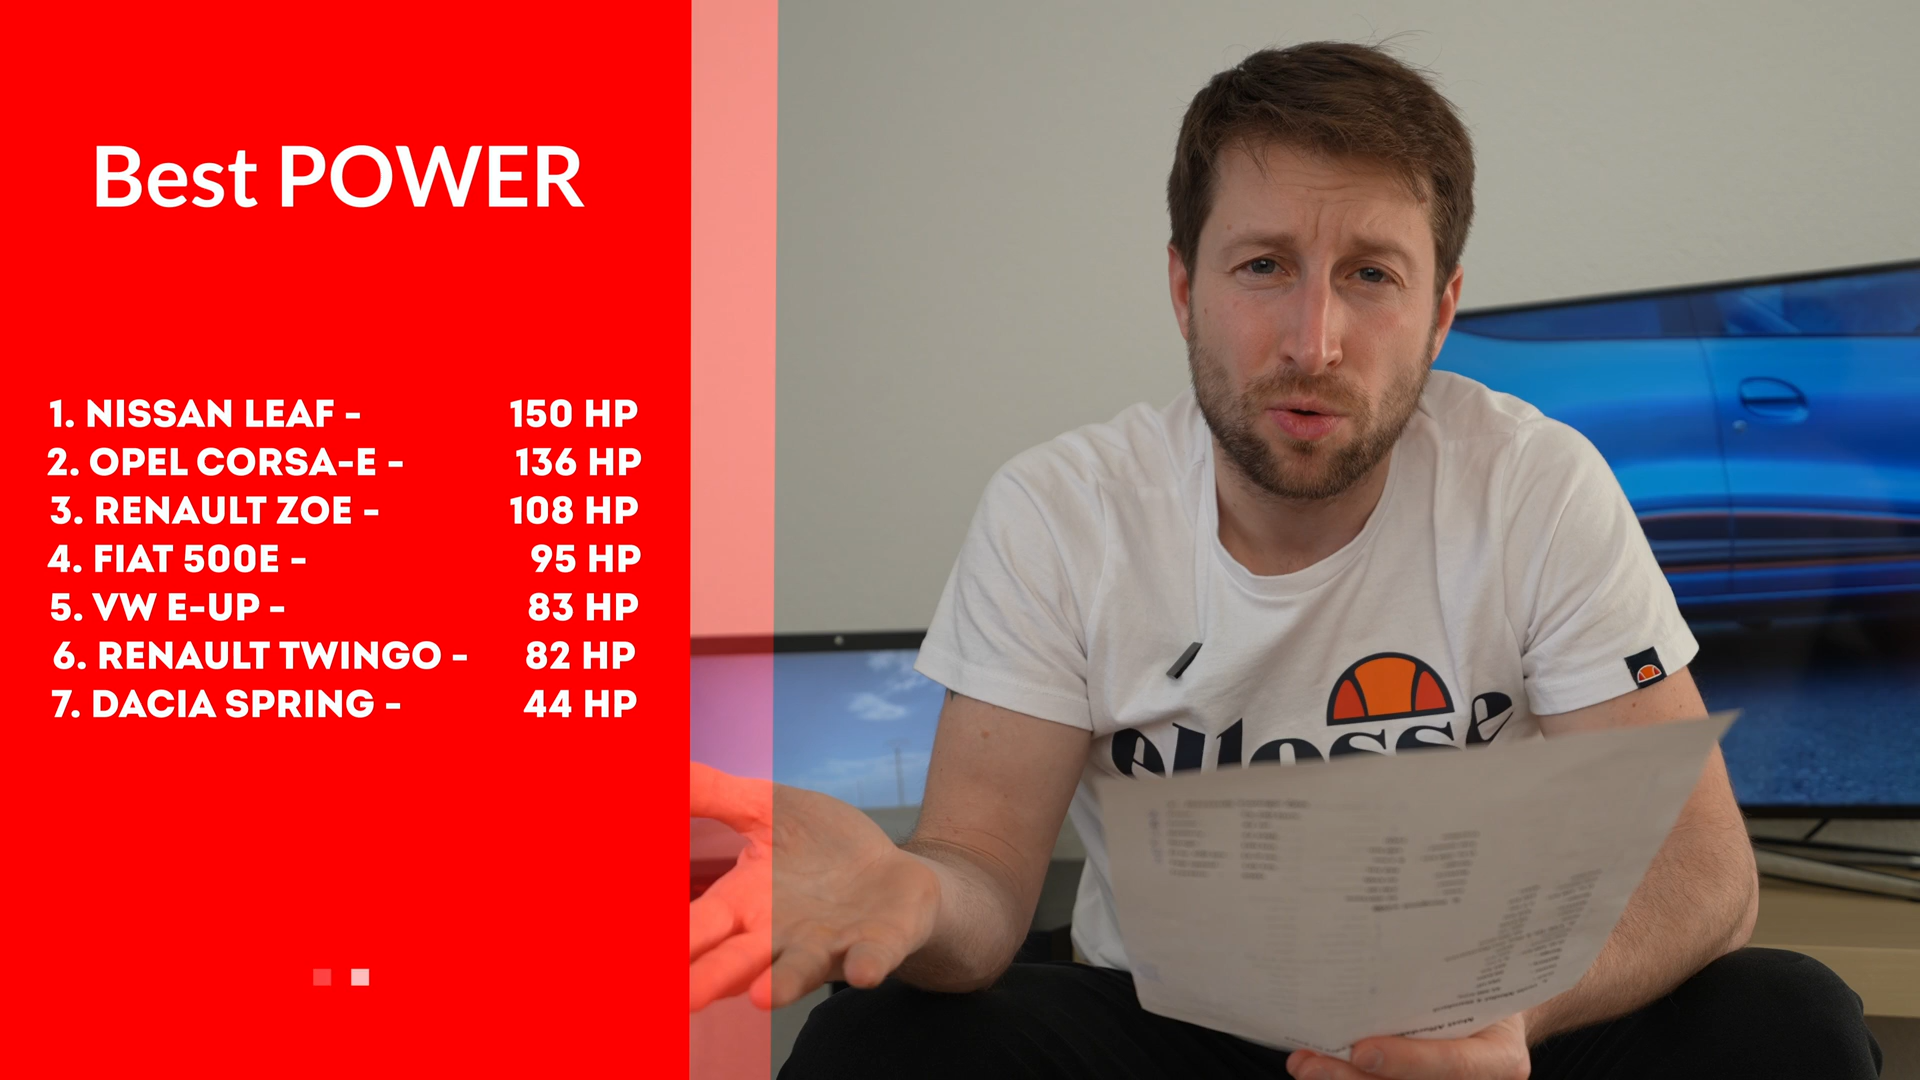 Best POWER
1. NISSAN LEAF - 150 HP
2. OPEL CORSA-E - 136 HP
3. RENAULT ZOE - 108 HP
4. FIAT 500E - 95 HP
5. VW E-UP - 83 HP
6. RENAULT TWINGO - 82 HP
7. DACIA SPRING - 44 HP
ellesse